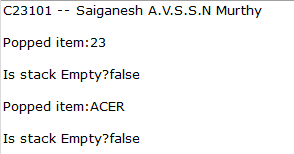 C23101 -- Saiganesh A.V.S.S.N Murthy
Popped item:23
Is stack Empty?false
Popped item:ACER
Is stack Empty?false